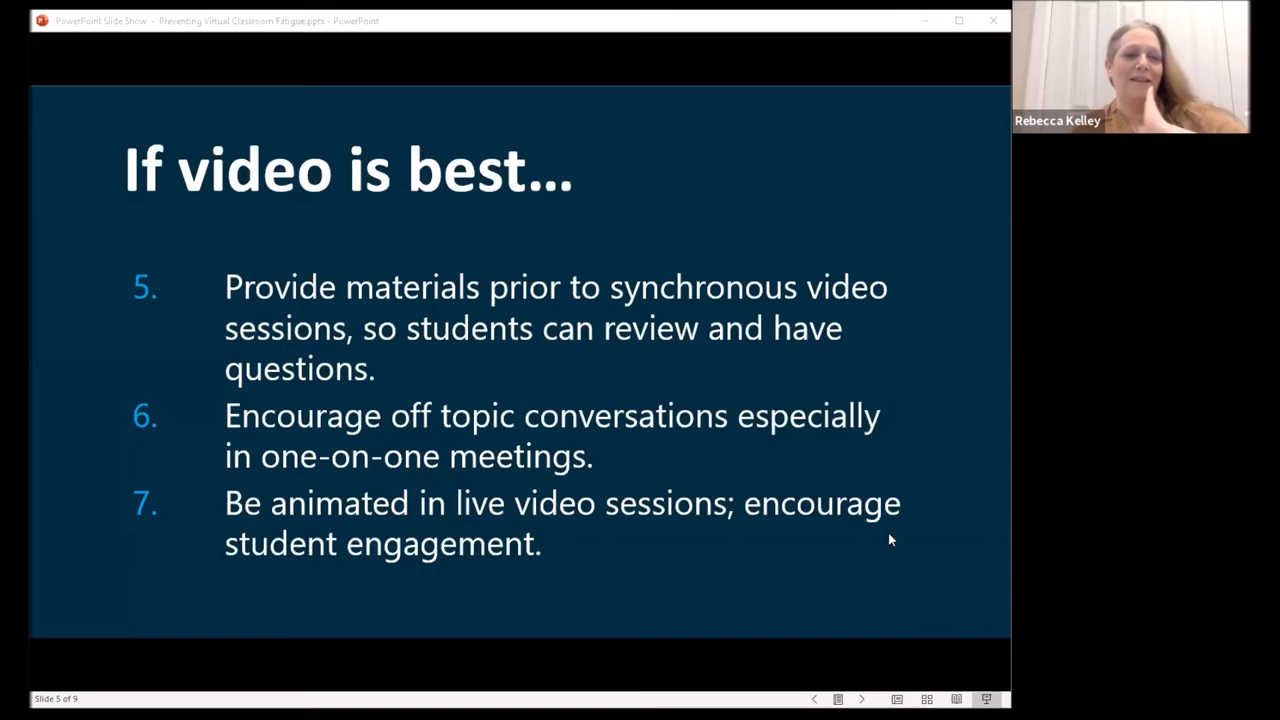 PowerPoint Slide Show - Preventing Virtual Classroom Fatigue.pptx - PowerPoint
Rebecca Kelley
If video is best...
5. Provide materials prior to synchronous video
sessions, so students can review and have
questions.
6. Encourage off topic conversations especially
in one-on-one meetings.
7. Be animated in live video sessions; encourage
student engagement.
Slide 5 of 9